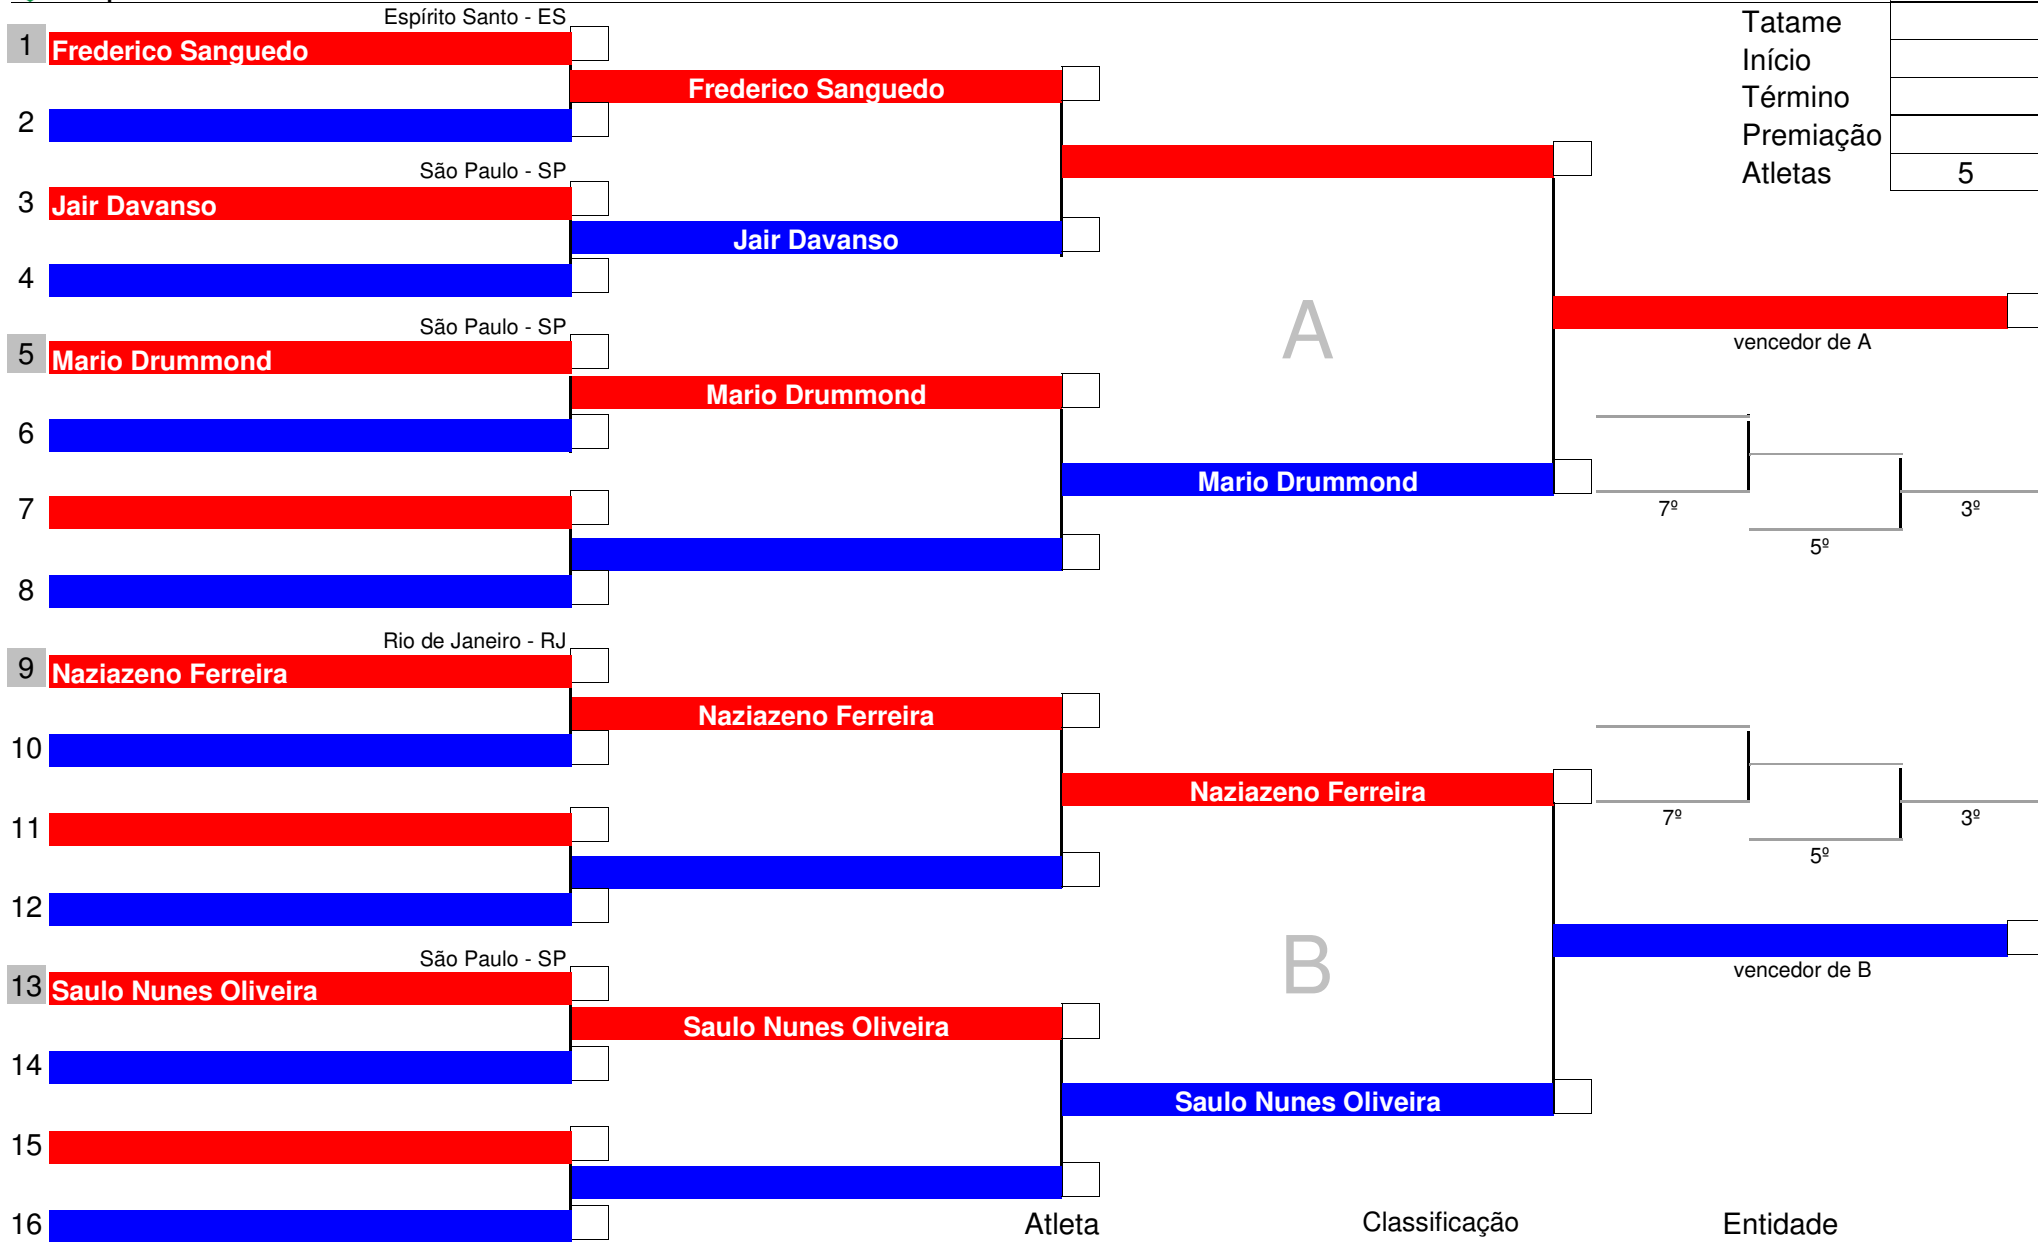 Espírito Santo - ES
Tatame
1 Frederico Sanguedo
Início
Frederico Sanguedo
Término
2
Premiação
São Paulo - SP
Atletas 5
3 Jair Davanso
Jair Davanso
4
São Paulo - SP
A
vencedor de A
5 Mario Drummond
Mario Drummond
6
Mario Drummond
7
7º 3º
5º
8
Rio de Janeiro - RJ
9 Naziazeno Ferreira
Naziazeno Ferreira
10
Naziazeno Ferreira
7º 3º
11
5º
12
São Paulo - SP
B
vencedor de B
13 Saulo Nunes Oliveira
Saulo Nunes Oliveira
14
Saulo Nunes Oliveira
15
16
Atleta Classificação Entidade